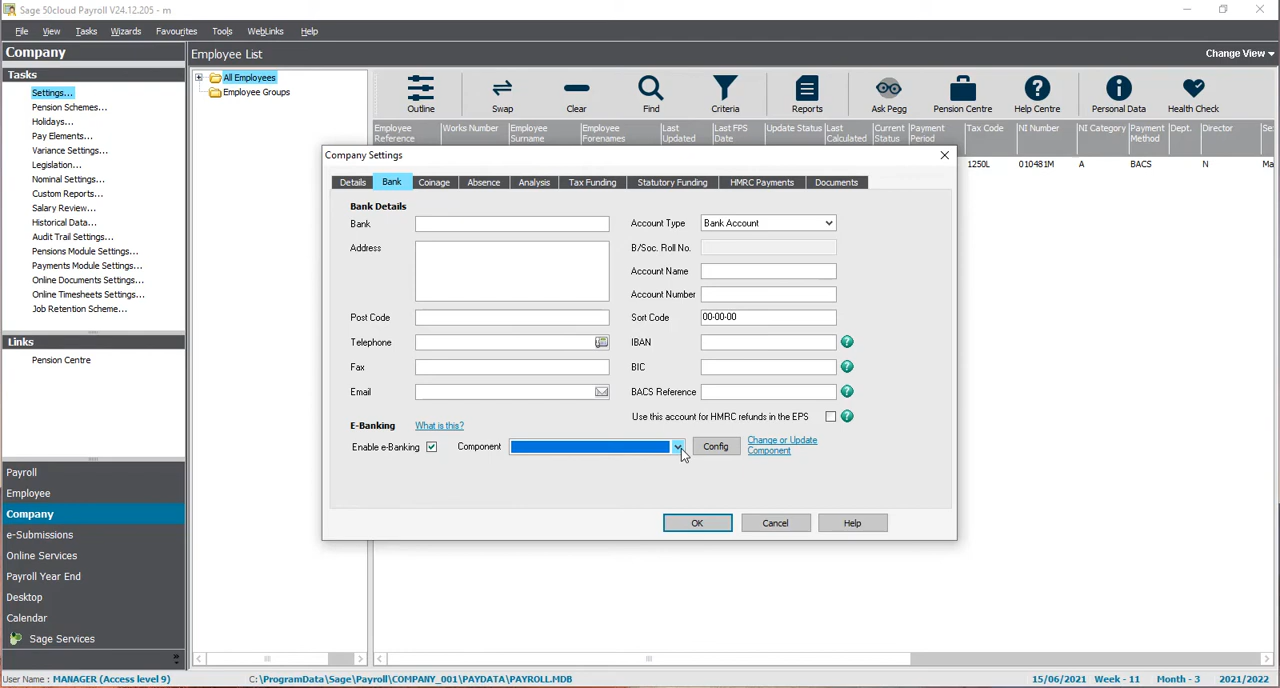 Sage 50cloud Payroll V24.12.205 - m
File View Tasks Wizards Favourites Tools WebLinks Help
Company
Employee List
Change View
Tasks
Settings...
Pension Schemes...
Holidays...
Pay Elements...
Variance Settings...
Legislation...
Nominal Settings...
Custom Reports...
Salary Review...
Historical Data...
Audit Trail Settings...
Pensions Module Settings...
Payments Module Settings...
Online Documents Settings...
Online Timesheets Settings...
Job Retention Scheme...
Links
Pension Centre
Payroll
Employee
Company
e-Submissions
Online Services
Payroll Year End
Desktop
Calendar
Sage Services
All Employees
Employee Groups
Outline Swap Clear Find Criteria Reports Ask Pegg Pension Centre Help Centre Personal Data Health Check
Employee Reference Works Number Employee Surname Employee Forenames Last Updated Last FPS Date Update Status Last Calculated Current Status Payment Period Tax Code NI Number NI Category Payment Method Dept. Director Se
1250L 010481M A BACS N Ma
Company Settings
Details Bank Coinage Absence Analysis Tax Funding Statutory Funding HMRC Payments Documents
Bank Details
Bank
Address
Post Code
Telephone
Fax
Email
Account Type Bank Account
B/Soc. Roll No.
Account Name
Account Number
Sort Code 00-00-00
IBAN
BIC
BACS Reference
Use this account for HMRC refunds in the EPS
E-Banking What is this?
Enable e-Banking Component Config Change or Update Component
OK Cancel Help
User Name : MANAGER (Access level 9) C:\ProgramData\Sage\Payroll\COMPANY_001\PAYDATA\PAYROLL.MDB 15/06/2021 Week - 11 Month - 3 2021/2022